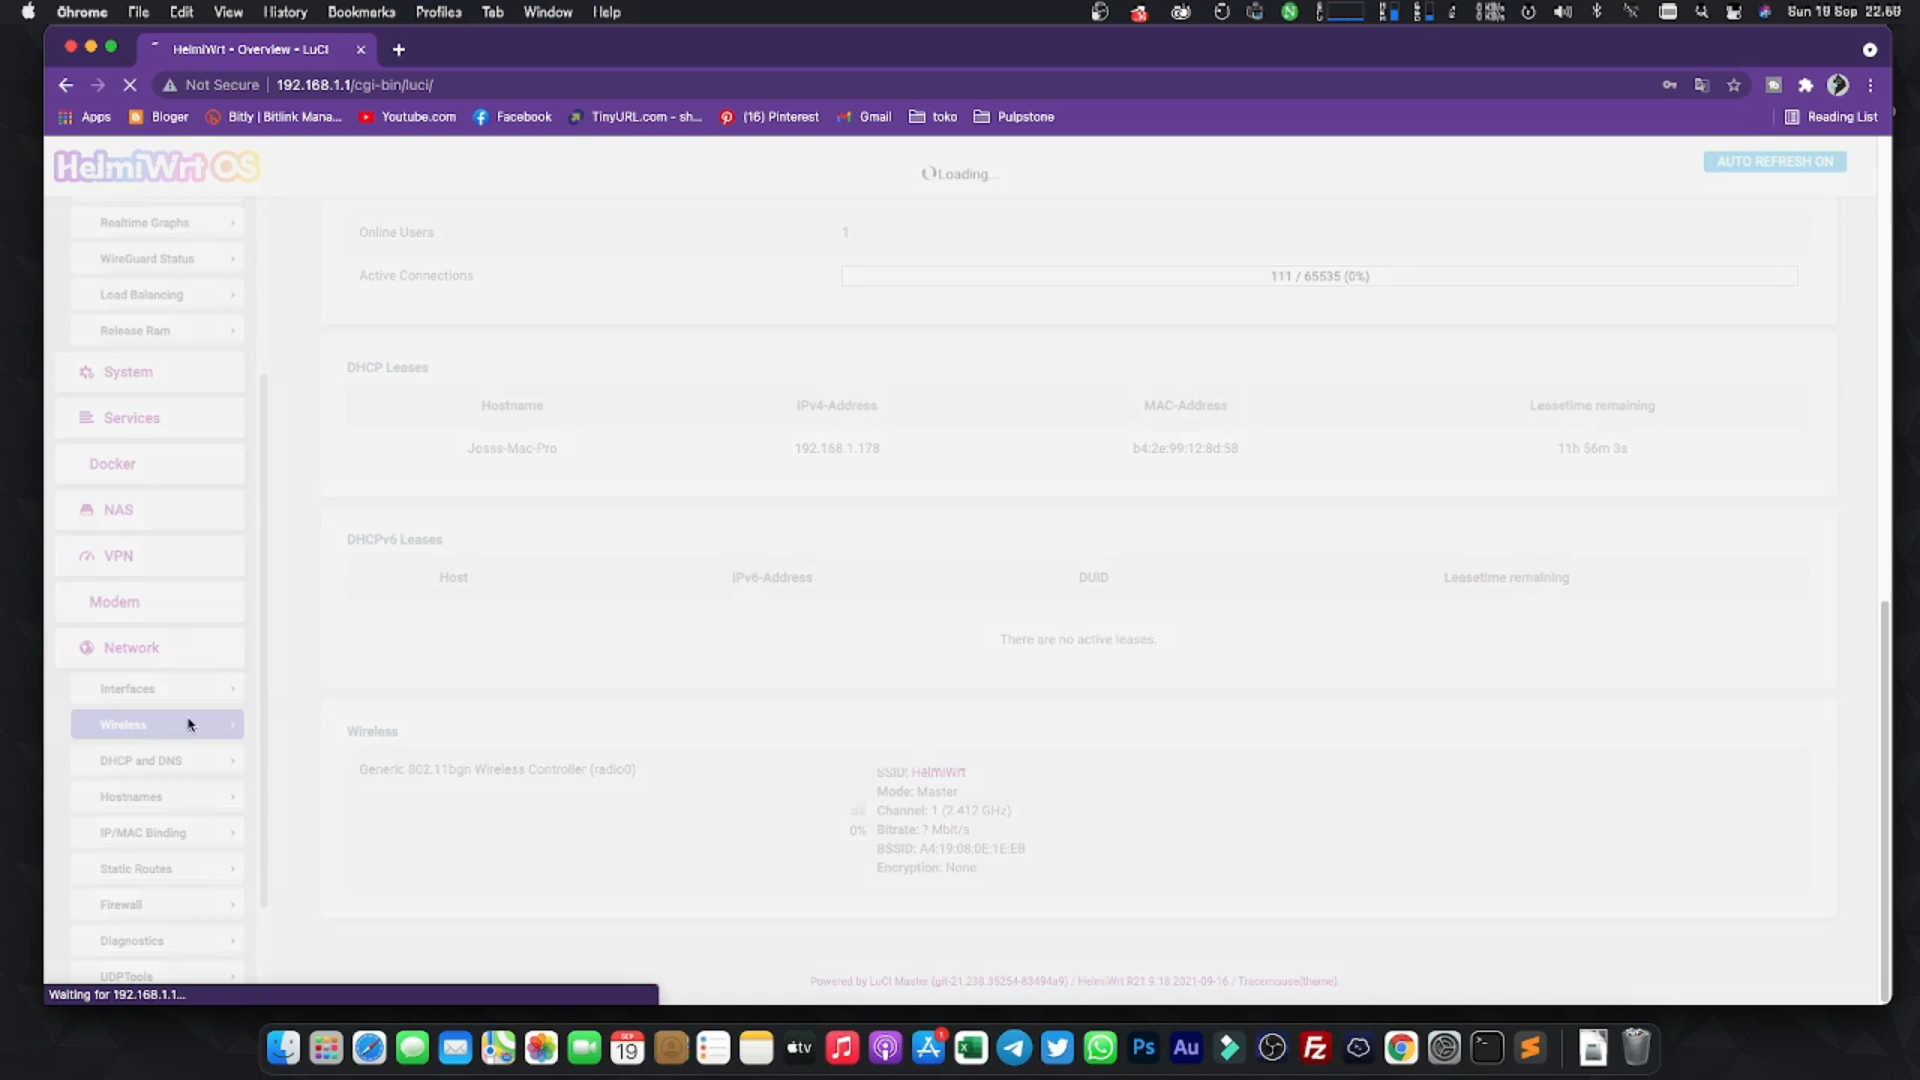 Chrome File Edit View History Bookmarks Profiles Tab Window Help
Sun 19 Sep 22.50
HelmiWrt - Overview - LuCI
Not Secure 192.168.1.1/cgi-bin/luci/
Apps Bloger Bitly | Bitlink Mana... Youtube.com Facebook TinyURL.com - sh... (16) Pinterest Gmail toko Pulpstone Reading List
HelmiWrt OS
Loading...
AUTO REFRESH ON
Realtime Graphs
WireGuard Status
Load Balancing
Release Ram
System
Services
Docker
NAS
VPN
Modem
Network
Interfaces
Wireless
DHCP and DNS
Hostnames
IP/MAC Binding
Static Routes
Firewall
Diagnostics
UDPTools
Online Users 1
Active Connections 111 / 65535 (0%)
DHCP Leases
Hostname IPv4-Address MAC-Address Leasetime remaining
Josss-Mac-Pro 192.168.1.178 b4:2e:99:12:8d:58 11h 56m 3s
DHCPv6 Leases
Host IPv6-Address DUID Leasetime remaining
There are no active leases.
Wireless
Generic 802.11bgn Wireless Controller (radio0)
SSID: HelmiWrt
Mode: Master
Channel: 1 (2.412 GHz)
0% Bitrate: ? Mbit/s
BSSID: A4:19:08:0E:1E:EB
Encryption: None
Powered by LuCI Master (git-21.238.35254-83494a9) / HelmiWrt R21.9.18 2021-09-16 / Tracemouse(theme)
Waiting for 192.168.1.1...
SEP
19
tv
1
Ps
Au
Fz